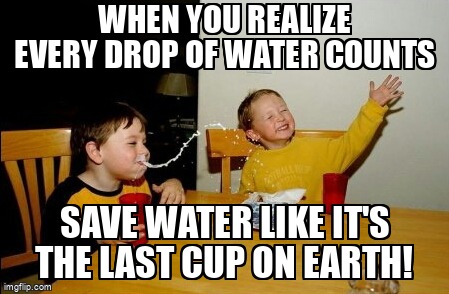 WHEN YOU REALIZE
EVERY DROP OF WATER COUNTS
SAVE WATER LIKE IT'S
THE LAST CUP ON EARTH!
imgflip.com